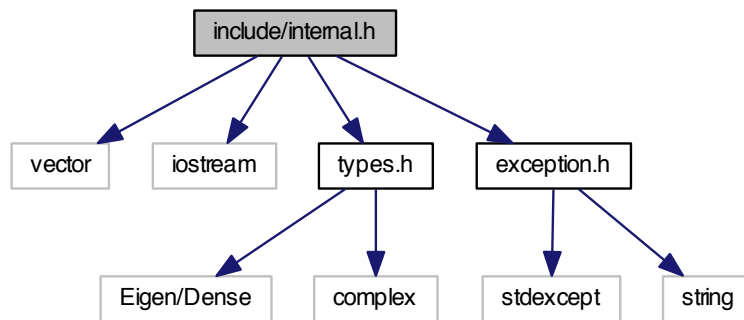 include/internal.h
vector
iostream
types.h
exception.h
Eigen/Dense
complex
stdexcept
string